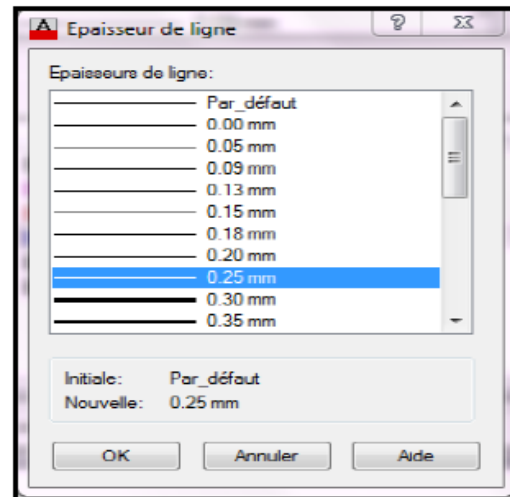 Epaisseur de ligne
Epaisseurs de ligne:
Par_défaut
0.00 mm
0.05 mm
0.09 mm
0.13 mm
0.15 mm
0.18 mm
0.20 mm
0.25 mm
0.30 mm
0.35 mm
Initiale: Par_défaut
Nouvelle: 0.25 mm
OK Annuler Aide